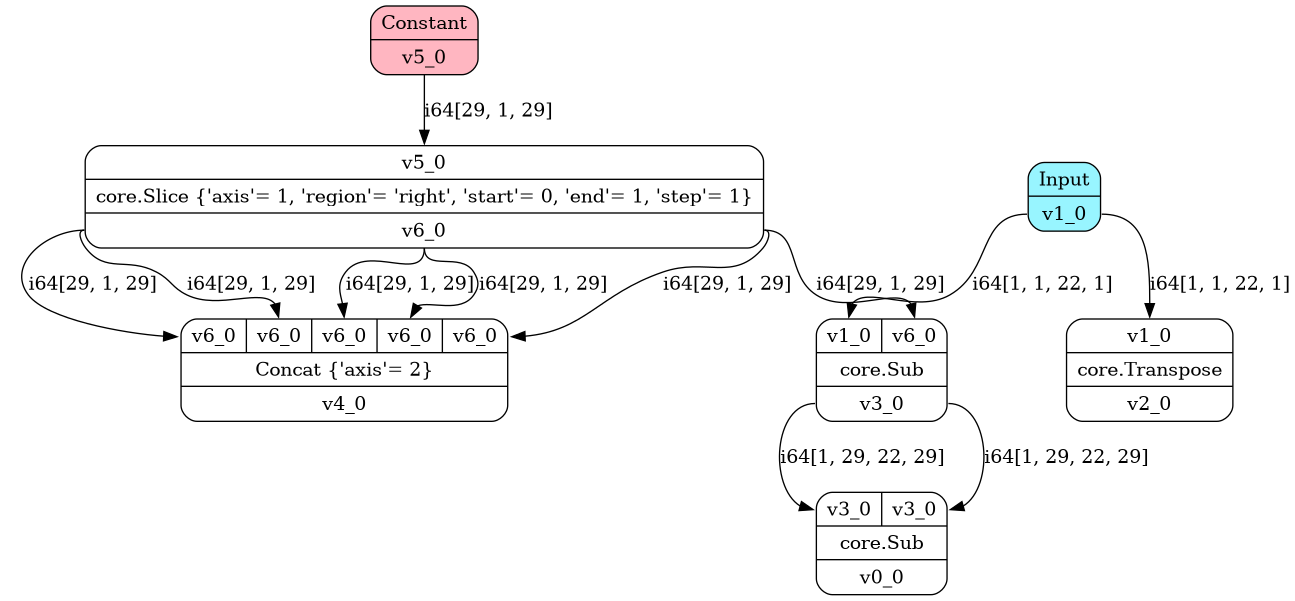 Constant
v5_0
i64[29, 1, 29]
v5_0
core.Slice {'axis'= 1, 'region'= 'right', 'start'= 0, 'end'= 1, 'step'= 1}
v6_0
Input
v1_0
i64[29, 1, 29] i64[29, 1, 29] i64[29, 1, 29] i64[29, 1, 29] i64[29, 1, 29] i64[29, 1, 29] i64[1, 1, 22, 1] i64[1, 1, 22, 1]
v6_0 v6_0 v6_0 v6_0 v6_0
Concat {'axis'= 2}
v4_0
v1_0 v6_0
core.Sub
v3_0
v1_0
core.Transpose
v2_0
i64[1, 29, 22, 29] i64[1, 29, 22, 29]
v3_0 v3_0
core.Sub
v0_0